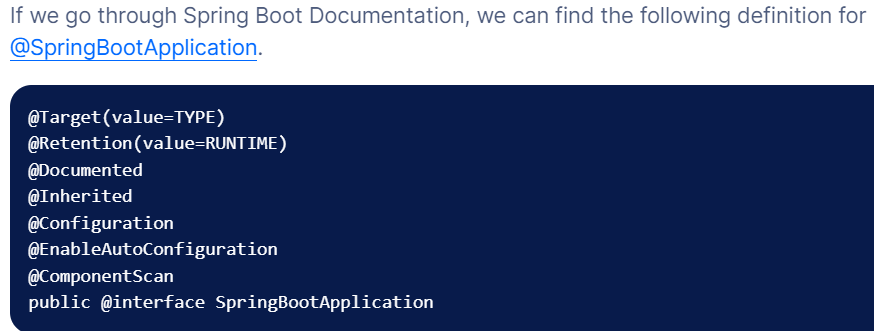 If we go through Spring Boot Documentation, we can find the following definition for
@SpringBootApplication.
@Target(value=TYPE)
@Retention(value=RUNTIME)
@Documented
@Inherited
@Configuration
@EnableAutoConfiguration
@ComponentScan
public @interface SpringBootApplication